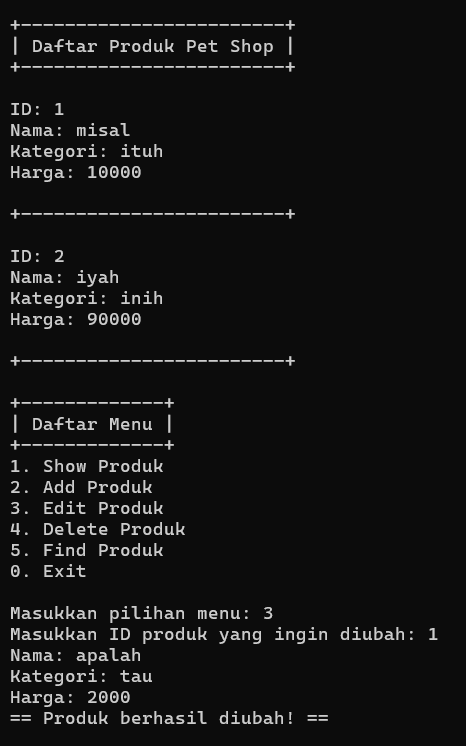 +------------------------+
| Daftar Produk Pet Shop |
+------------------------+
ID: 1
Nama: misal
Kategori: ituh
Harga: 10000
+------------------------+
ID: 2
Nama: iyah
Kategori: inih
Harga: 90000
+------------------------+
+-------------+
| Daftar Menu |
+-------------+
1. Show Produk
2. Add Produk
3. Edit Produk
4. Delete Produk
5. Find Produk
0. Exit
Masukkan pilihan menu: 3
Masukkan ID produk yang ingin diubah: 1
Nama: apalah
Kategori: tau
Harga: 2000
== Produk berhasil diubah! ==